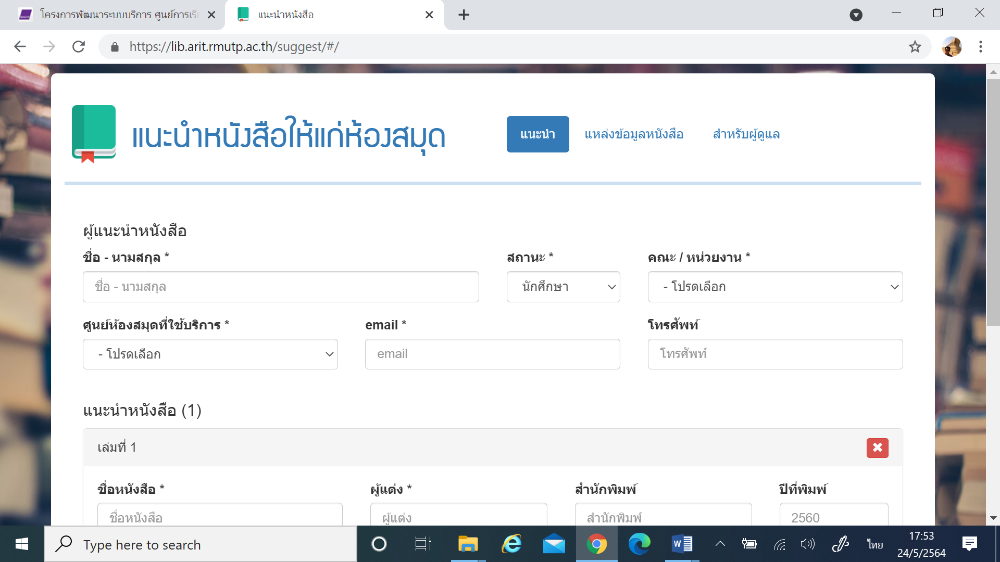 โครงการพัฒนาระบบบริการ ศูนย์การเรีย
แนะนำหนังสือ
https://lib.arit.rmutp.ac.th/suggest/#/
แนะนำหนังสือให้แก่ห้องสมุด
แนะนำ
แหล่งข้อมูลหนังสือ
สำหรับผู้ดูแล
ผู้แนะนำหนังสือ
ชื่อ - นามสกุล *
สถานะ *
คณะ / หน่วยงาน *
ชื่อ - นามสกุล
นักศึกษา
- โปรดเลือก
ศูนย์ห้องสมุดที่ใช้บริการ *
email *
โทรศัพท์
- โปรดเลือก
email
โทรศัพท์
แนะนำหนังสือ (1)
เล่มที่ 1
ชื่อหนังสือ *
ผู้แต่ง *
สำนักพิมพ์
ปีที่พิมพ์
ชื่อหนังสือ
ผู้แต่ง
สำนักพิมพ์
2560
Type here to search
ไทย
17:53
24/5/2564